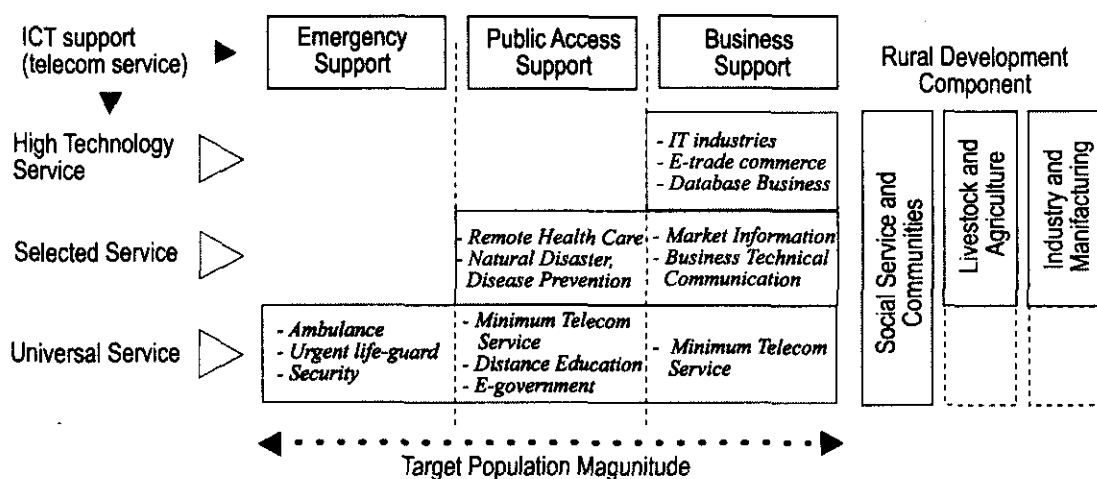 ICT support
(telecom service)
Emergency
Support
Public Access
Support
Business
Support
Rural Development
Component
High Technology
Service
- IT industries
- E-trade commerce
- Database Business
Selected Service
- Remote Health Care
- Natural Disaster,
Disease Prevention
- Market Information
- Business Technical
Communication
Universal Service
- Ambulance
- Urgent life-guard
- Security
- Minimum Telecom
Service
- Distance Education
- E-government
- Minimum Telecom
Service
Social Service and
Communities
Livestock and
Agriculture
Industry and
Manifacturing
Target Population Magunitude